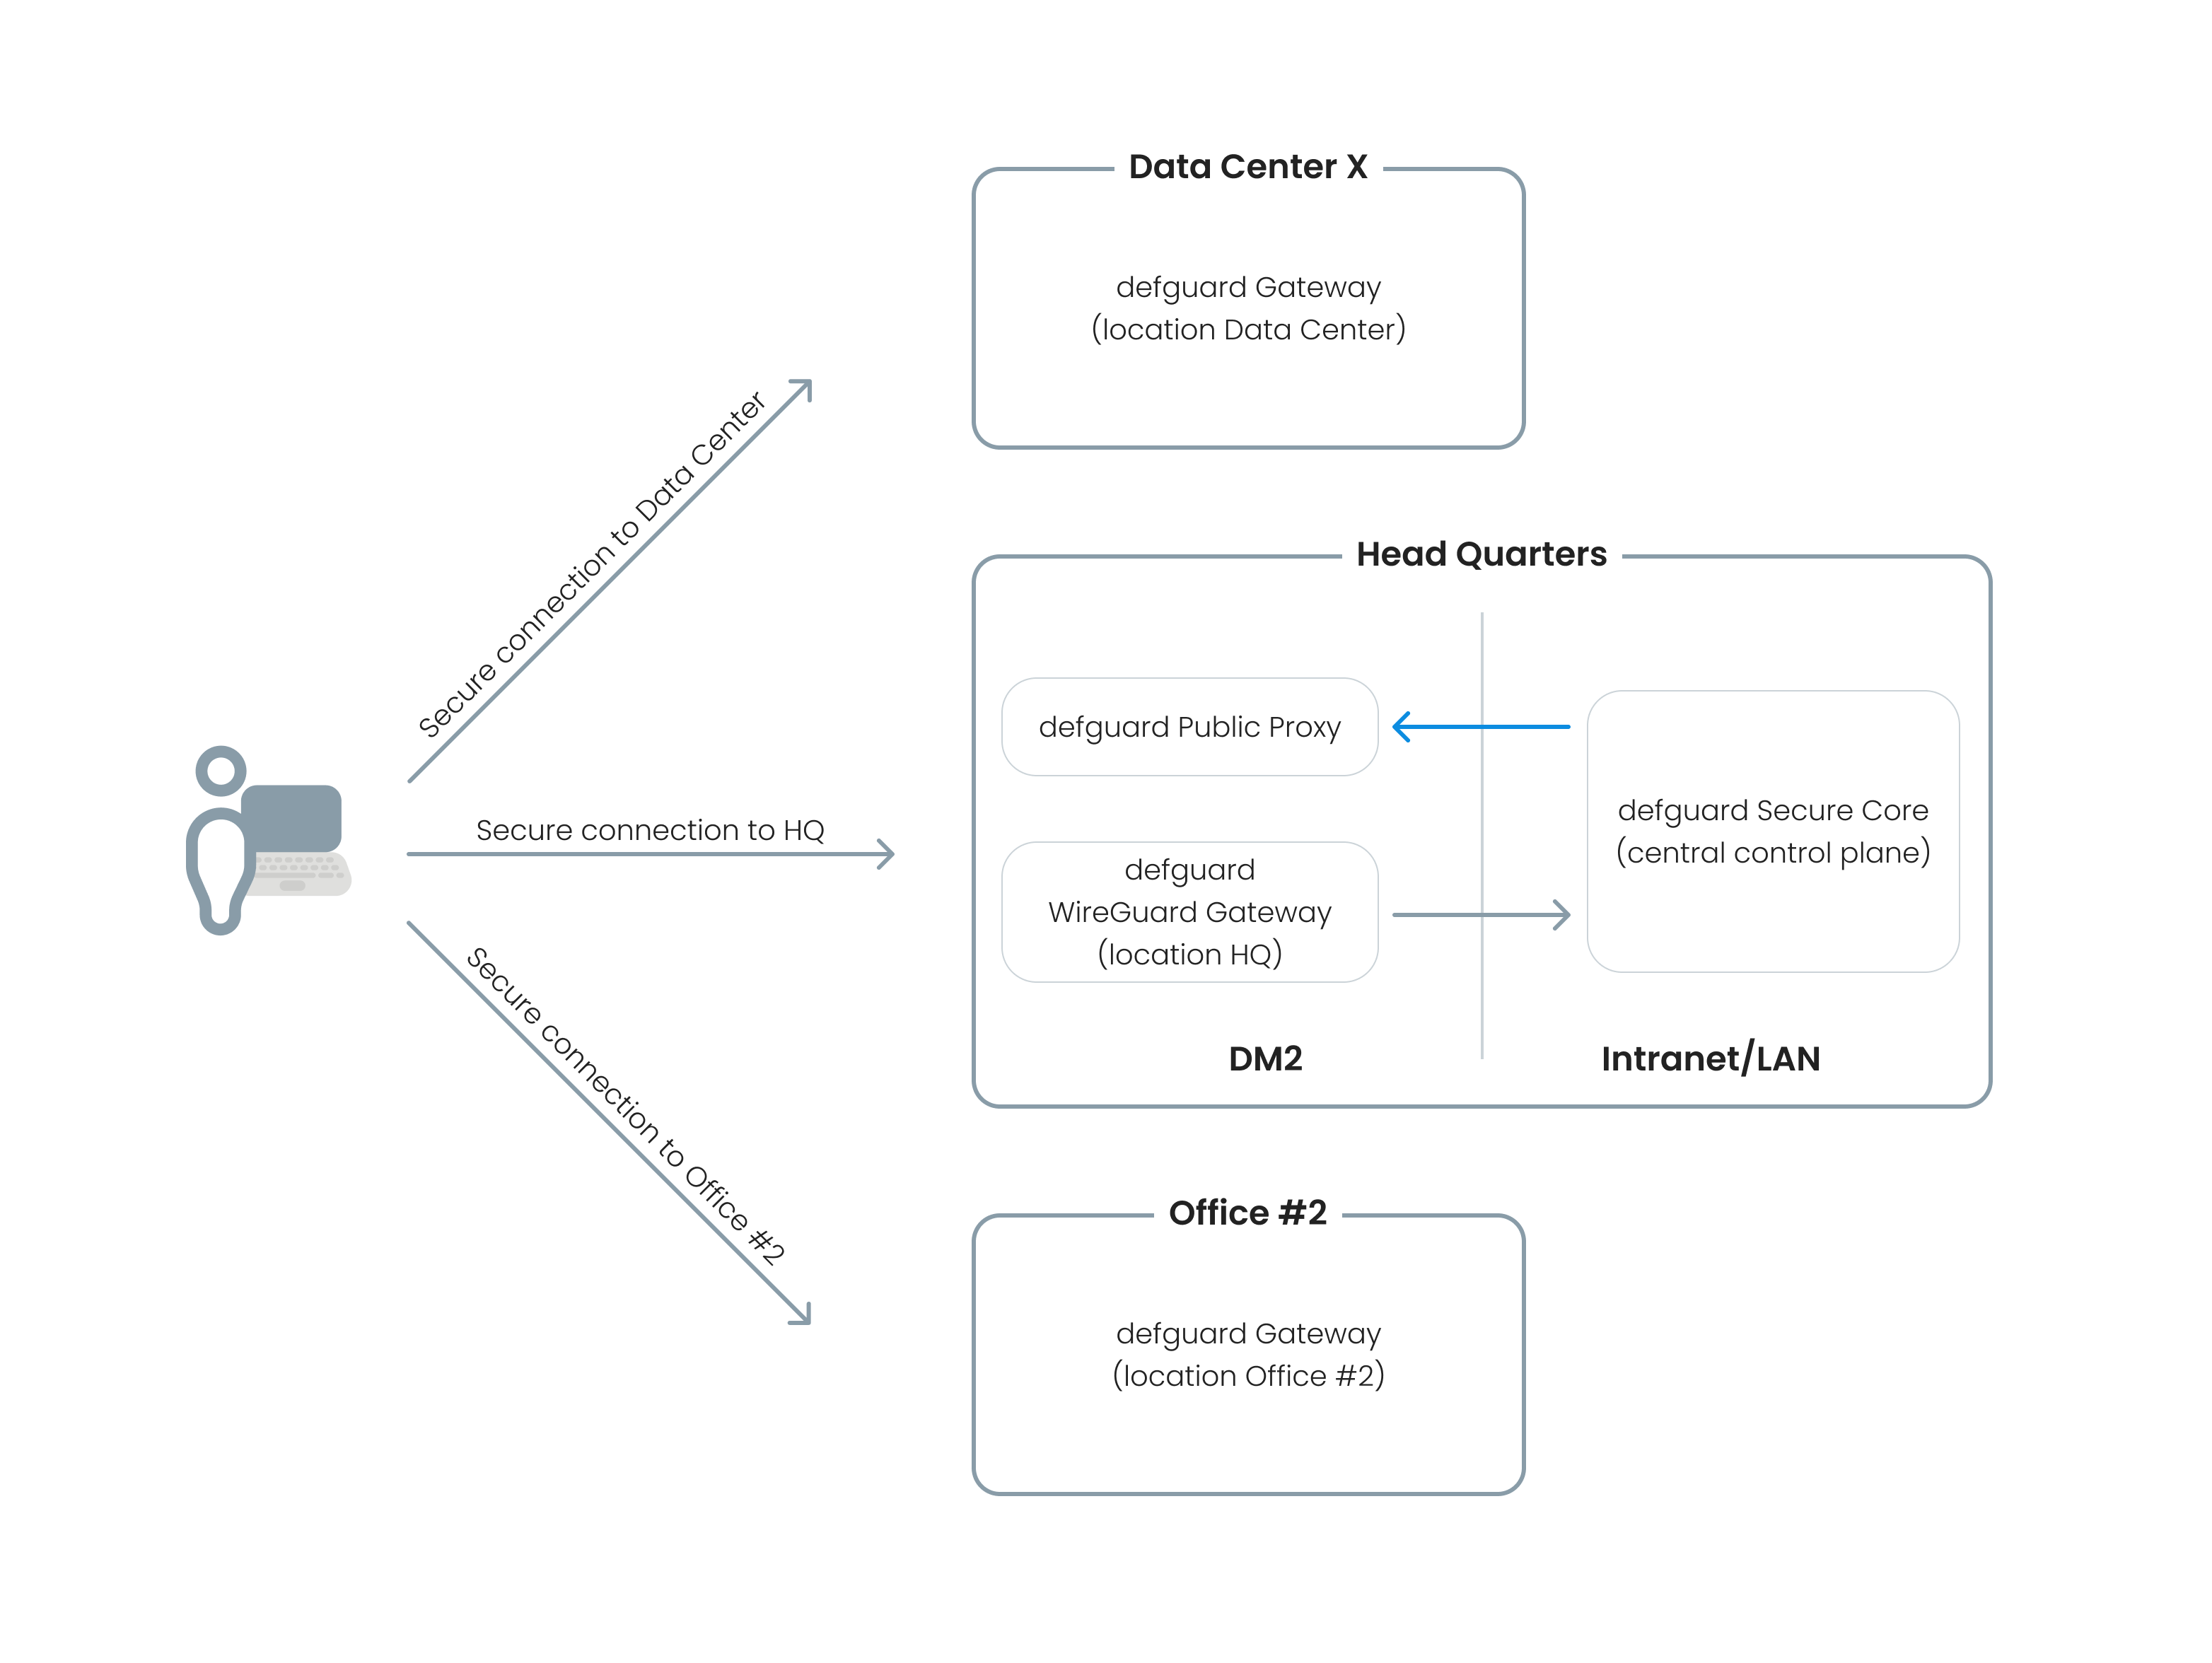 Data Center X
defguard Gateway
(location Data Center)
Secure connection to Data Center
Head Quarters
defguard Public Proxy
defguard Secure Core
(central control plane)
Secure connection to HQ
defguard
WireGuard Gateway
(location HQ)
DM2
Intranet/LAN
Secure connection to Office #2
Office #2
defguard Gateway
(location Office #2)